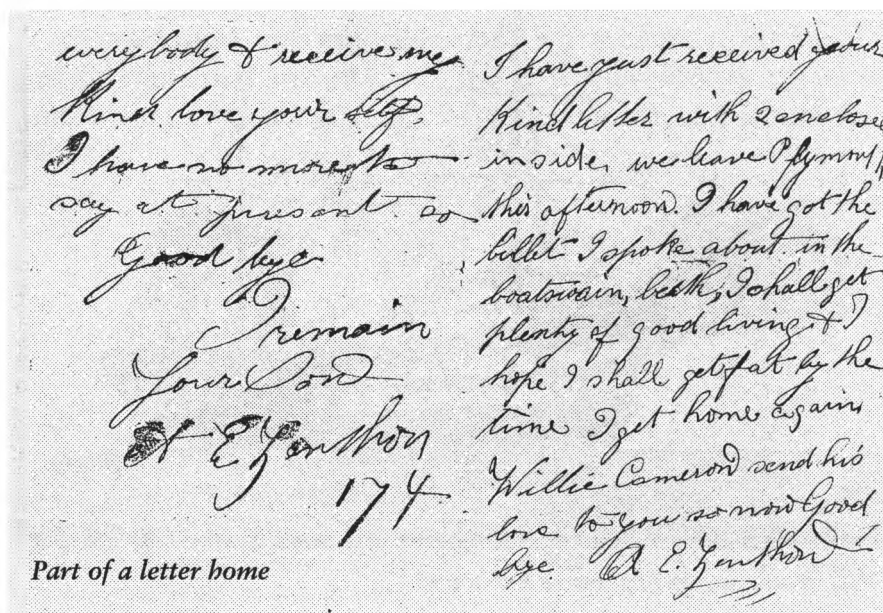 everybody & receive my
Kind love your self,
I have no more to
say at presant so
Good bye
I remain
Your Son
A E Zenthon
174
I have just received your
Kind letter with 2 enclosed
inside, we leave Plymouth
this afternoon. I have got the
billet I spoke about in the
boatswain, berth, I shall get
plenty of good living & I
hope I shall get fat by the
time I get home again
Willie Cameron send his
love to you so now Good
bye. A E. Zenthon
Part of a letter home